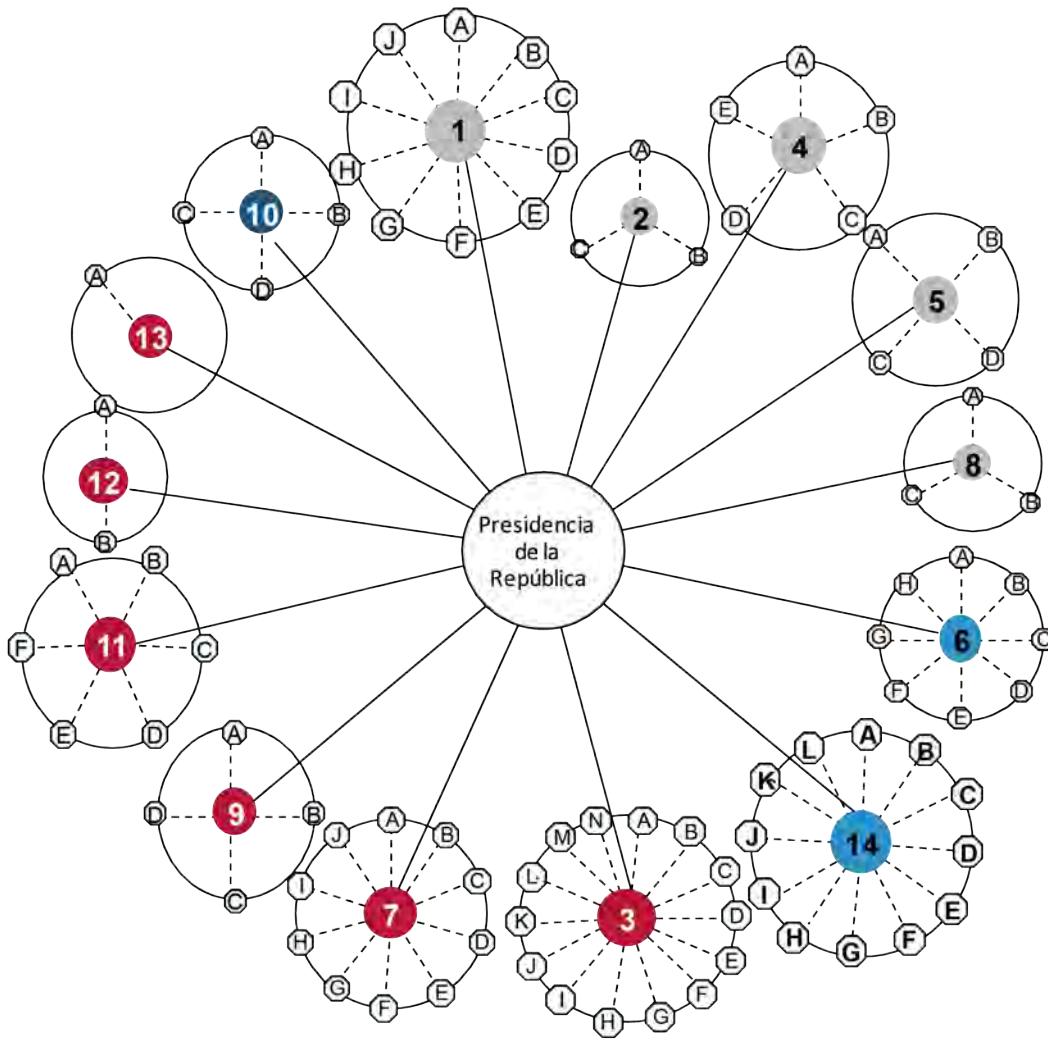 Presidencia
de la
República
1
A
B
C
D
E
F
G
H
I
J
2
A
B
C
4
A
B
C
D
E
5
A
B
D
C
8
A
B
C
6
A
B
C
D
E
F
G
H
14
A
B
C
D
E
F
G
H
I
J
K
L
3
A
B
C
D
E
F
G
H
I
J
K
L
M
N
7
A
B
C
D
E
F
G
H
I
J
9
A
B
C
D
11
A
B
C
D
E
F
12
A
B
13
A
10
A
B
D
C